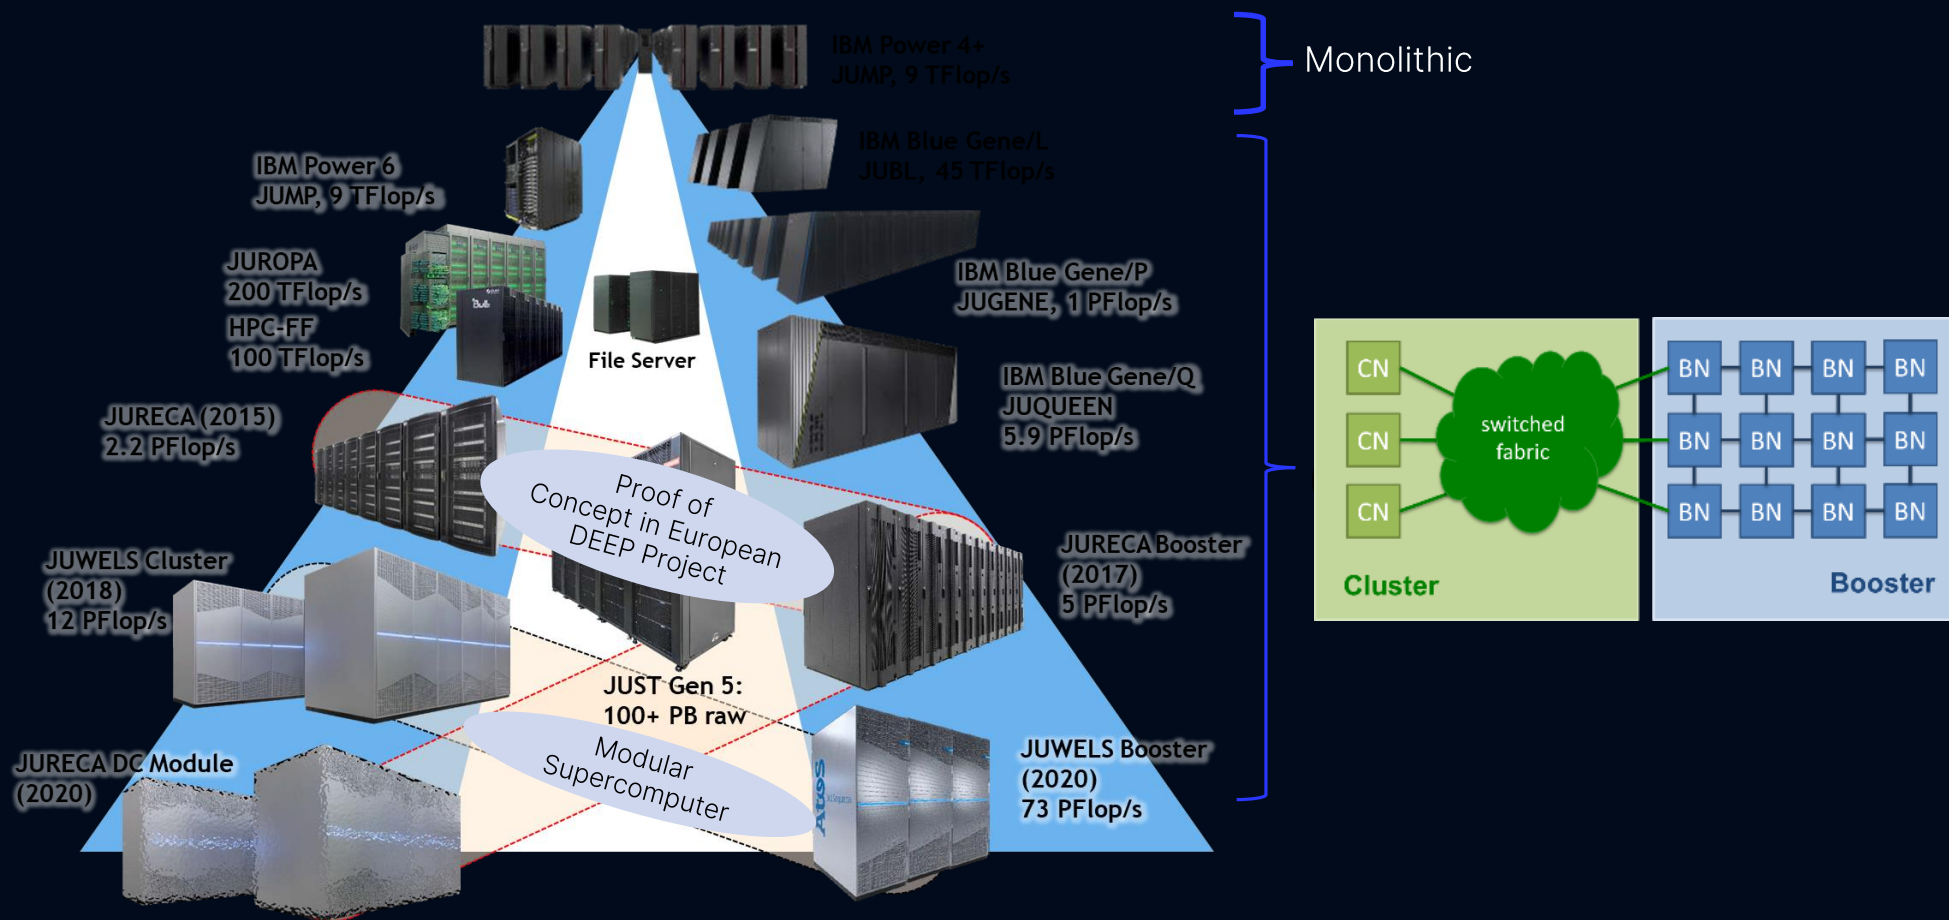 IBM Power 4+
JUMP, 9 TFlop/s
Monolithic
IBM Blue Gene/L
JUBL, 45 TFlop/s
IBM Power 6
JUMP, 9 TFlop/s
JUROPA
200 TFlop/s
HPC-FF
100 TFlop/s
Bull
File Server
IBM Blue Gene/P
JUGENE, 1 PFlop/s
IBM Blue Gene/Q
JUQUEEN
5.9 PFlop/s
JURECA (2015)
2.2 PFlop/s
Proof of
Concept in European
DEEP Project
JURECA Booster
(2017)
5 PFlop/s
JUWELS Cluster
(2018)
12 PFlop/s
JUST Gen 5:
100+ PB raw
Modular
Supercomputer
JURECA DC Module
(2020)
Atos
JUWELS Booster
(2020)
73 PFlop/s
CN
CN
CN
switched
fabric
Cluster
BN BN BN BN
BN BN BN BN
BN BN BN BN
Booster